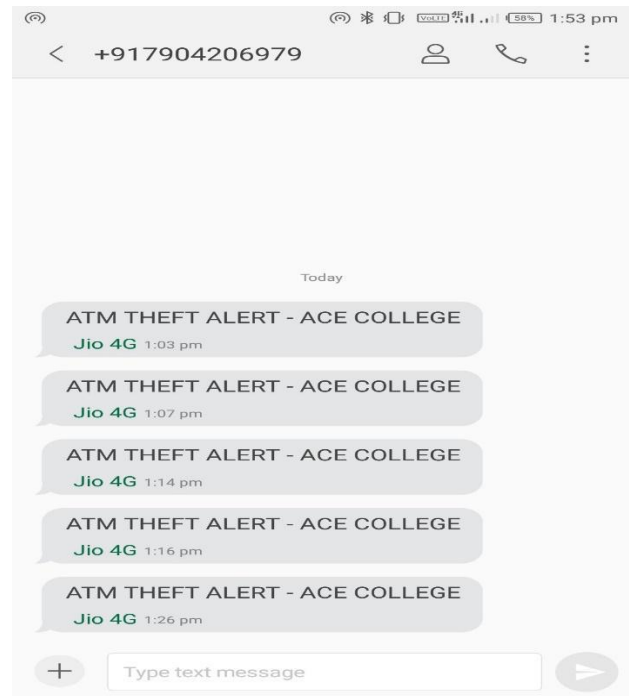 VoLTE 4G 58% 1:53 pm
+917904206979
Today
ATM THEFT ALERT - ACE COLLEGE
Jio 4G 1:03 pm
ATM THEFT ALERT - ACE COLLEGE
Jio 4G 1:07 pm
ATM THEFT ALERT - ACE COLLEGE
Jio 4G 1:14 pm
ATM THEFT ALERT - ACE COLLEGE
Jio 4G 1:16 pm
ATM THEFT ALERT - ACE COLLEGE
Jio 4G 1:26 pm
Type text message